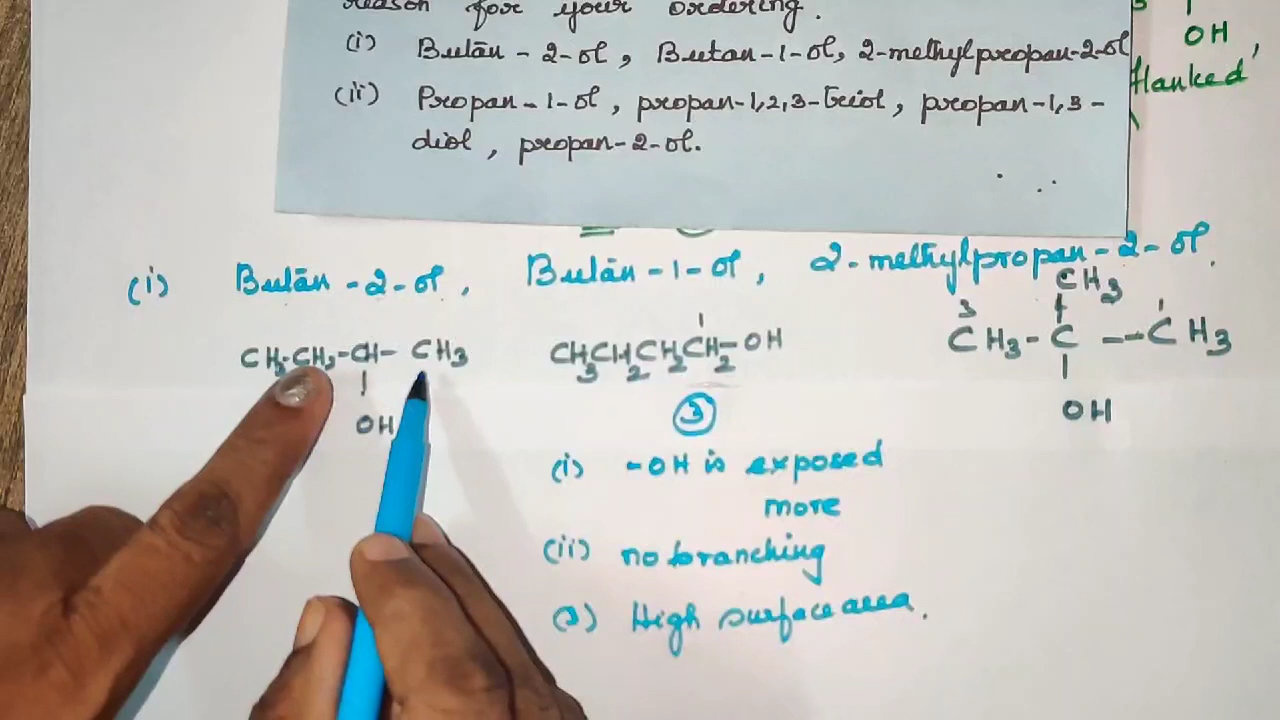 reason for your ordering.
(i) Butan - 2 - ol, Butan - 1 - ol, 2-methylpropan-2-ol
(ii) Propan - 1 - ol, propan-1,2,3-triol, propan-1,3-
diol, propan-2-ol.
OH,
flanked
(i) Butan - 2 - ol, Butan - 1 - ol, 2-methylpropan-2-ol.
CH3-CH2-CH-CH3
OH
CH3CH2CH2CH2-OH
1
CH3
3 1
CH3-C--CH3
OH
3
(i) -OH is exposed
more
(ii) no branching
(3) High surface area.